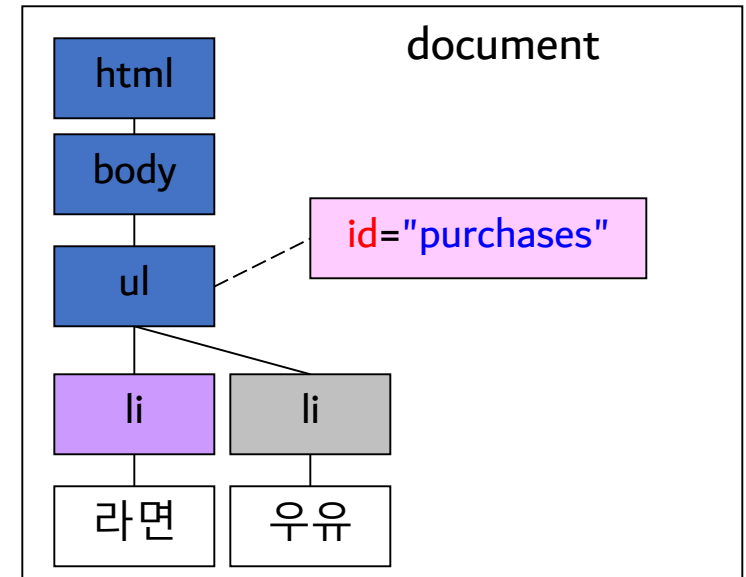 document
html
body
id="purchases"
ul
li
li
라면
우유